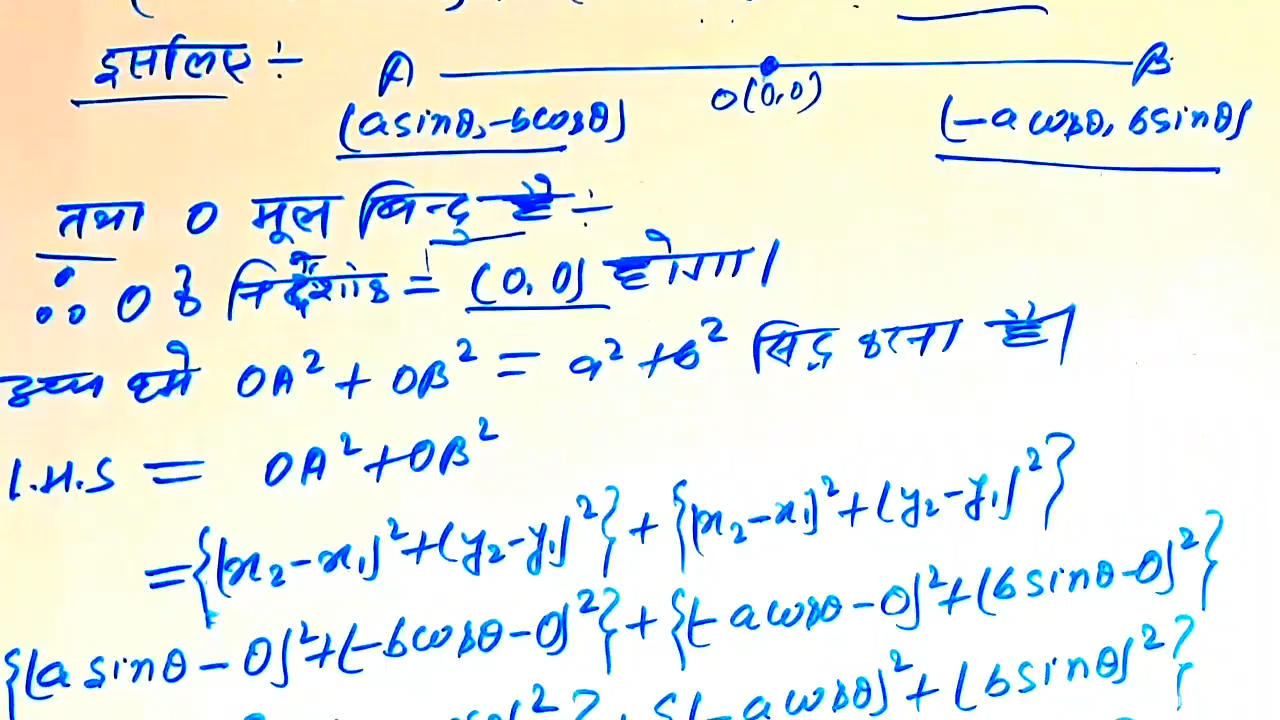 इसलिए ÷ A O(0,0) B
(a sinθ, -b cosθ) (-a cosθ, b sinθ)
तथा O मूल बिन्दु है ÷
∴ O के निर्देशांक = (0,0) होगा।
हमे OA² + OB² = a² + b² सिद्ध करना है।
L.H.S = OA² + OB²
= {(x₂-x₁)² + (y₂-y₁)²} + {(x₂-x₁)² + (y₂-y₁)²}
{(a sinθ - 0)² + (-b cosθ - 0)²} + {(-a cosθ - 0)² + (b sinθ - 0)²}
(-a cosθ)² + (b sinθ)²}